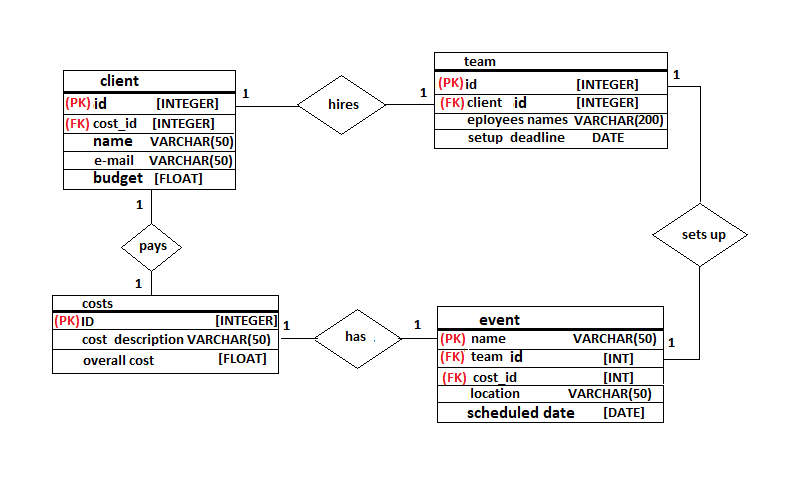 client
(PK) id [INTEGER]
(FK) cost_id [INTEGER]
name VARCHAR(50)
e-mail VARCHAR(50)
budget [FLOAT]
1
hires
1
team
(PK) id [INTEGER]
(FK) client id [INTEGER]
eployees names VARCHAR(200)
setup deadline DATE
1
sets up
1
1
pays
1
costs
(PK) ID [INTEGER]
cost description VARCHAR(50)
overall cost [FLOAT]
1
has
1
event
(PK) name VARCHAR(50)
(FK) team id [INT]
(FK) cost_id [INT]
location VARCHAR(50)
scheduled date [DATE]